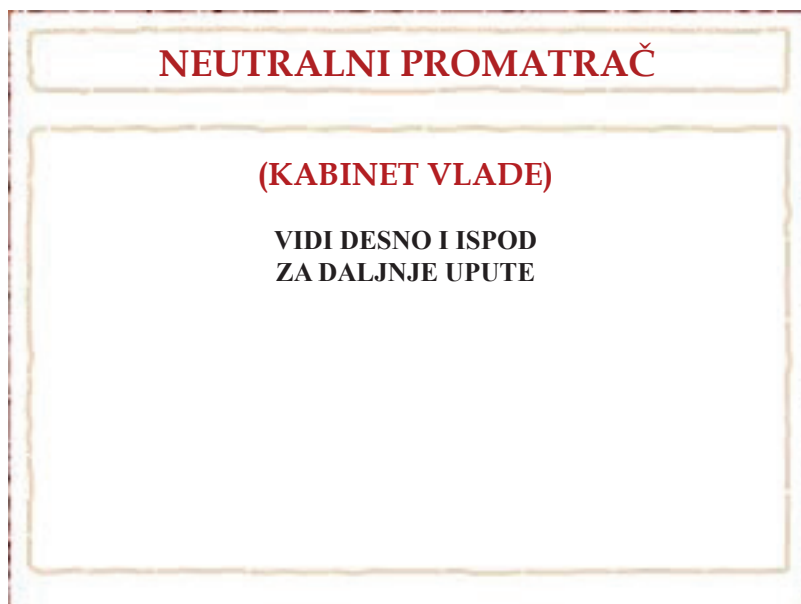 NEUTRALNI PROMATRAČ
(KABINET VLADE)
VIDI DESNO I ISPOD
ZA DALJNJE UPUTE